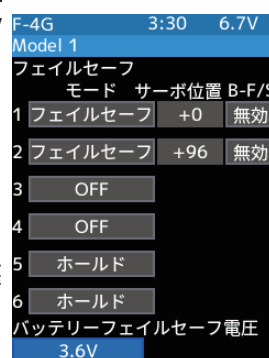 F-4G 3:30 6.7V
Model 1
フェイルセーフ
モード サーボ位置 B-F/S
1 フェイルセーフ +0 無効
2 フェイルセーフ +96 無効
3 OFF
4 OFF
5 ホールド
6 ホールド
バッテリーフェイルセーフ電圧
3.6V